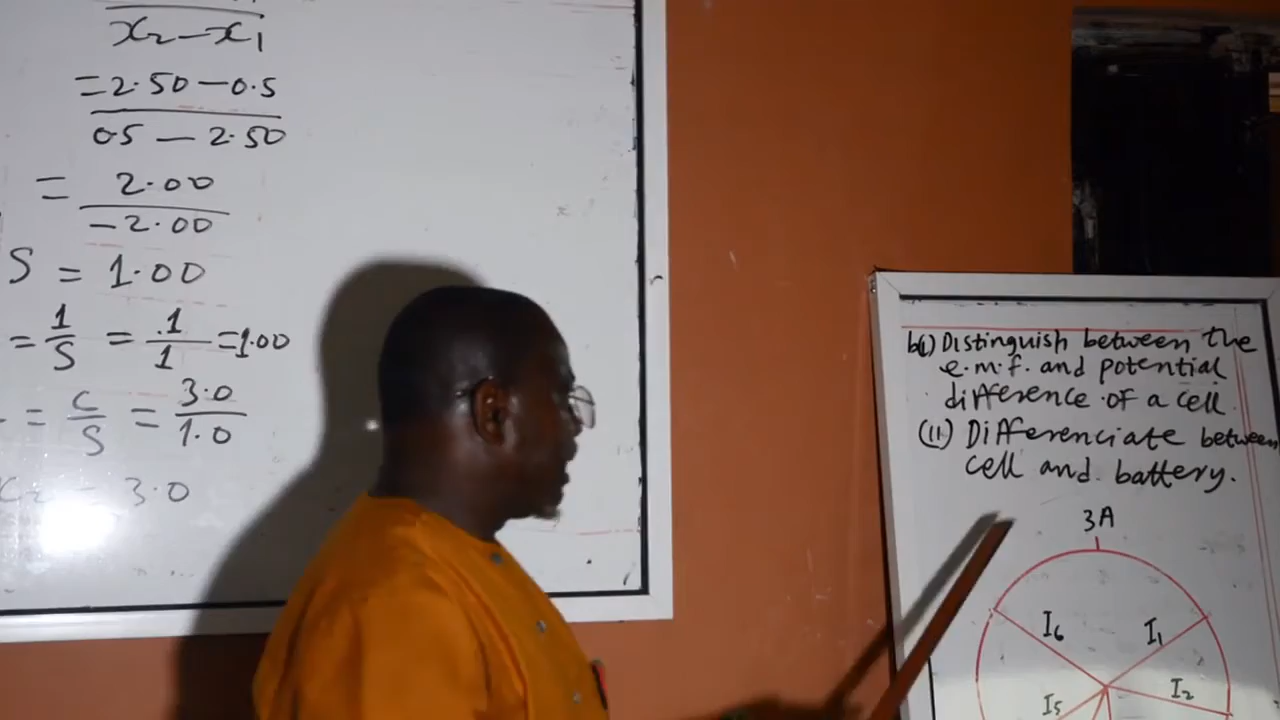 x₂ – x₁
= 2.50 – 0.5
0.5 – 2.50
= 2.00
– 2.00
S = 1.00
= 1/S = .1/1 = 1.00
= C/S = 3.0/1.0
3.0
b(i) Distinguish between the
e.m.f. and potential
difference of a cell.
(ii) Differenciate between
cell and battery.
3A
I₆ I₁
I₅ I₂